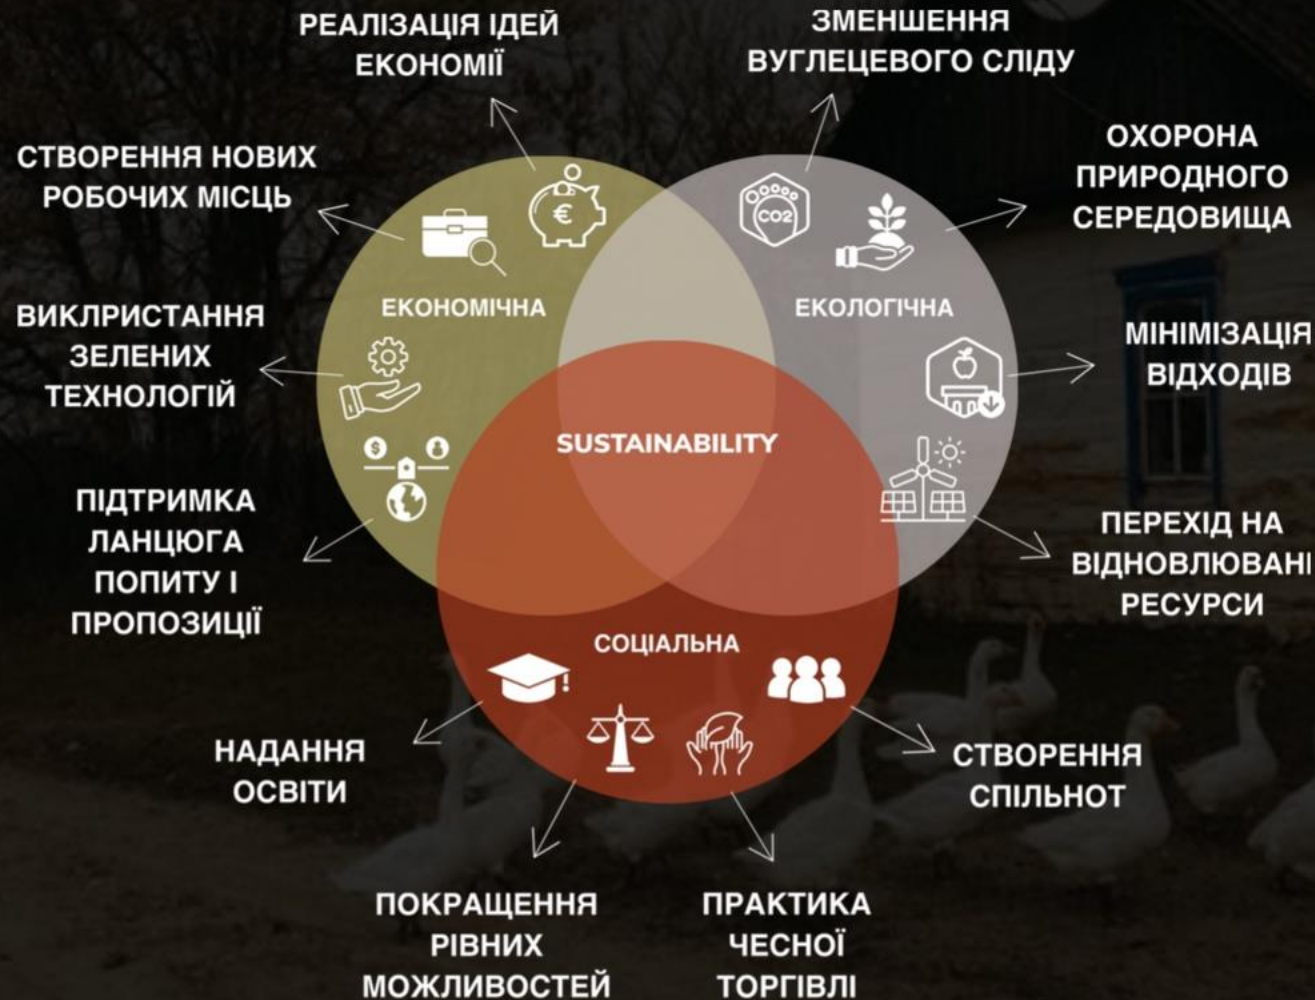 РЕАЛІЗАЦІЯ ІДЕЙ
ЕКОНОМІЇ
ЗМЕНШЕННЯ
ВУГЛЕЦЕВОГО СЛІДУ
СТВОРЕННЯ НОВИХ
РОБОЧИХ МІСЦЬ
ОХОРОНА
ПРИРОДНОГО
СЕРЕДОВИЩА
€
CO2
ЕКОНОМІЧНА
ЕКОЛОГІЧНА
ВИКЛРИСТАННЯ
ЗЕЛЕНИХ
ТЕХНОЛОГІЙ
МІНІМІЗАЦІЯ
ВІДХОДІВ
SUSTAINABILITY
$
ПІДТРИМКА
ЛАНЦЮГА
ПОПИТУ І
ПРОПОЗИЦІЇ
ПЕРЕХІД НА
ВІДНОВЛЮВАНІ
РЕСУРСИ
СОЦІАЛЬНА
НАДАННЯ
ОСВІТИ
СТВОРЕННЯ
СПІЛЬНОТ
ПОКРАЩЕННЯ
РІВНИХ
МОЖЛИВОСТЕЙ
ПРАКТИКА
ЧЕСНОЇ
ТОРГІВЛІ